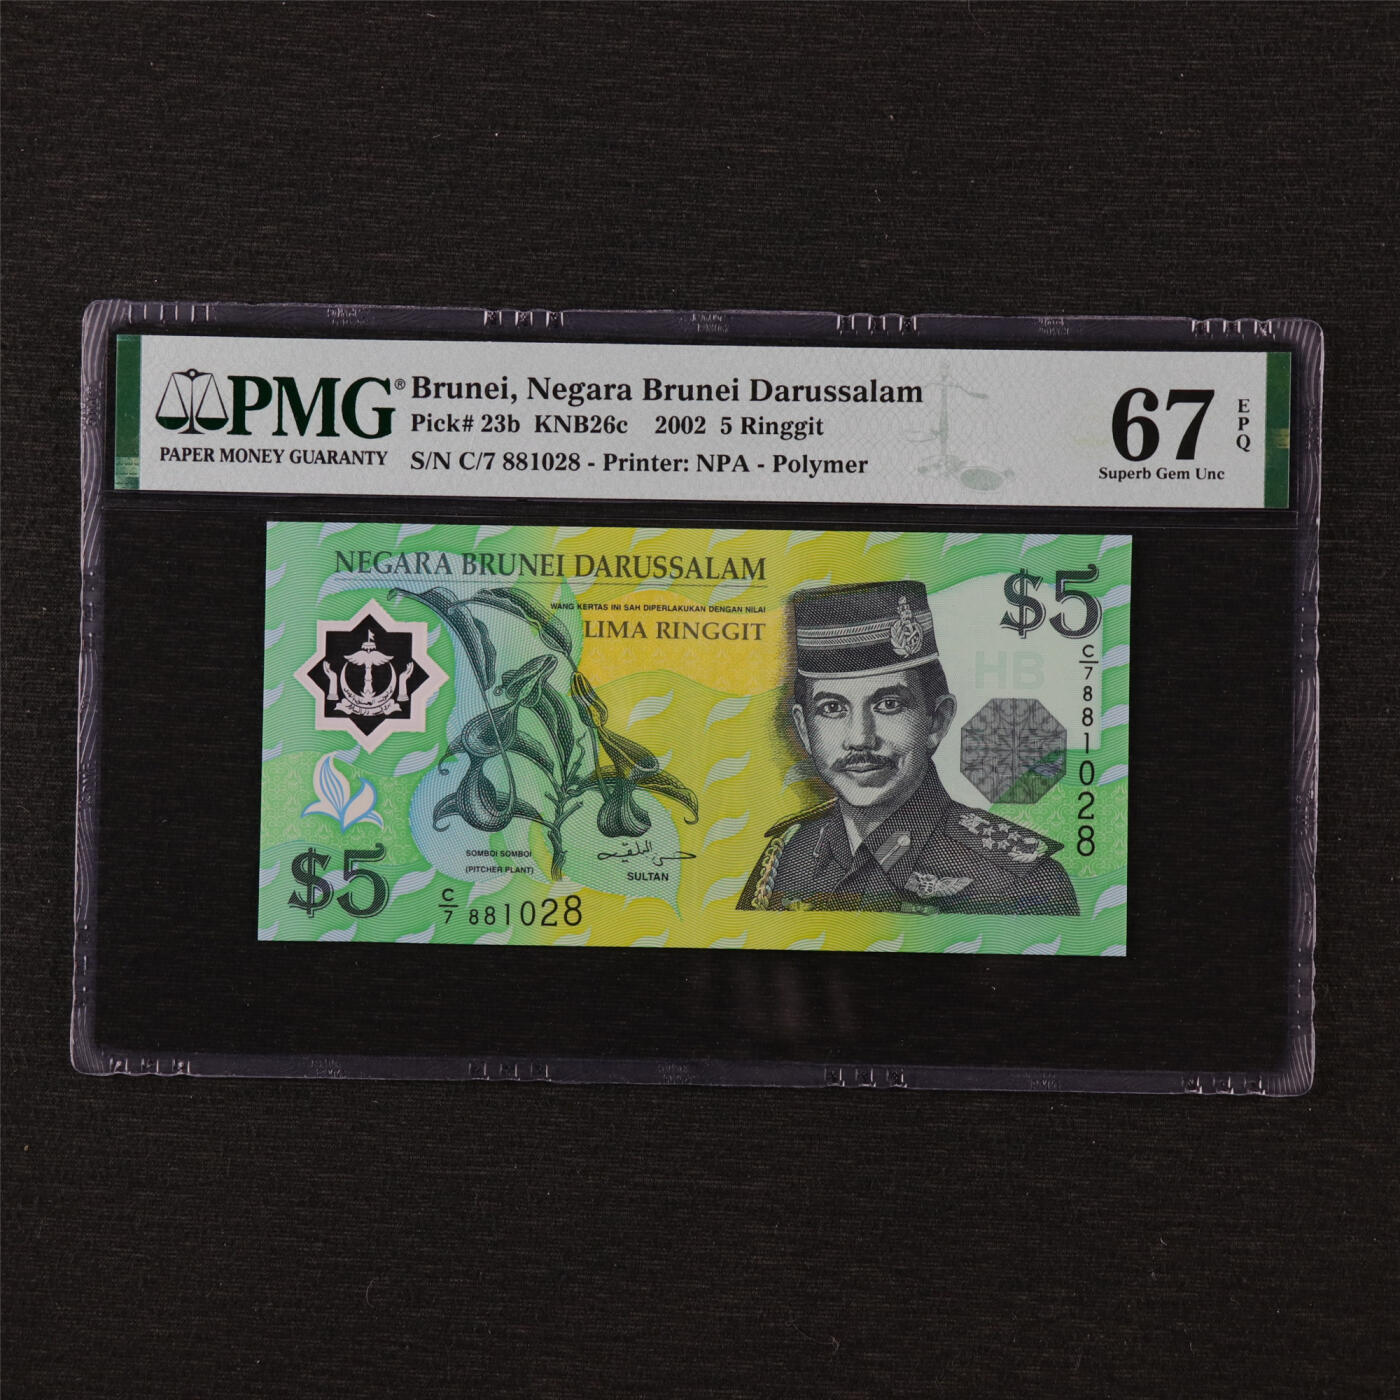 PMG®
PAPER MONEY GUARANTY
Brunei, Negara Brunei Darussalam
Pick# 23b KNB26c 2002 5 Ringgit
S/N C/7 881028 - Printer: NPA - Polymer
67
EPQ
Superb Gem Unc
NEGARA BRUNEI DARUSSALAM
WANG KERTAS INI SAH DIPERLAKUKAN DENGAN NILAI
LIMA RINGGIT
$5
HB
C/7 881028
SOMBOI SOMBOI
(PITCHER PLANT)
SULTAN
$5
C/7 881028